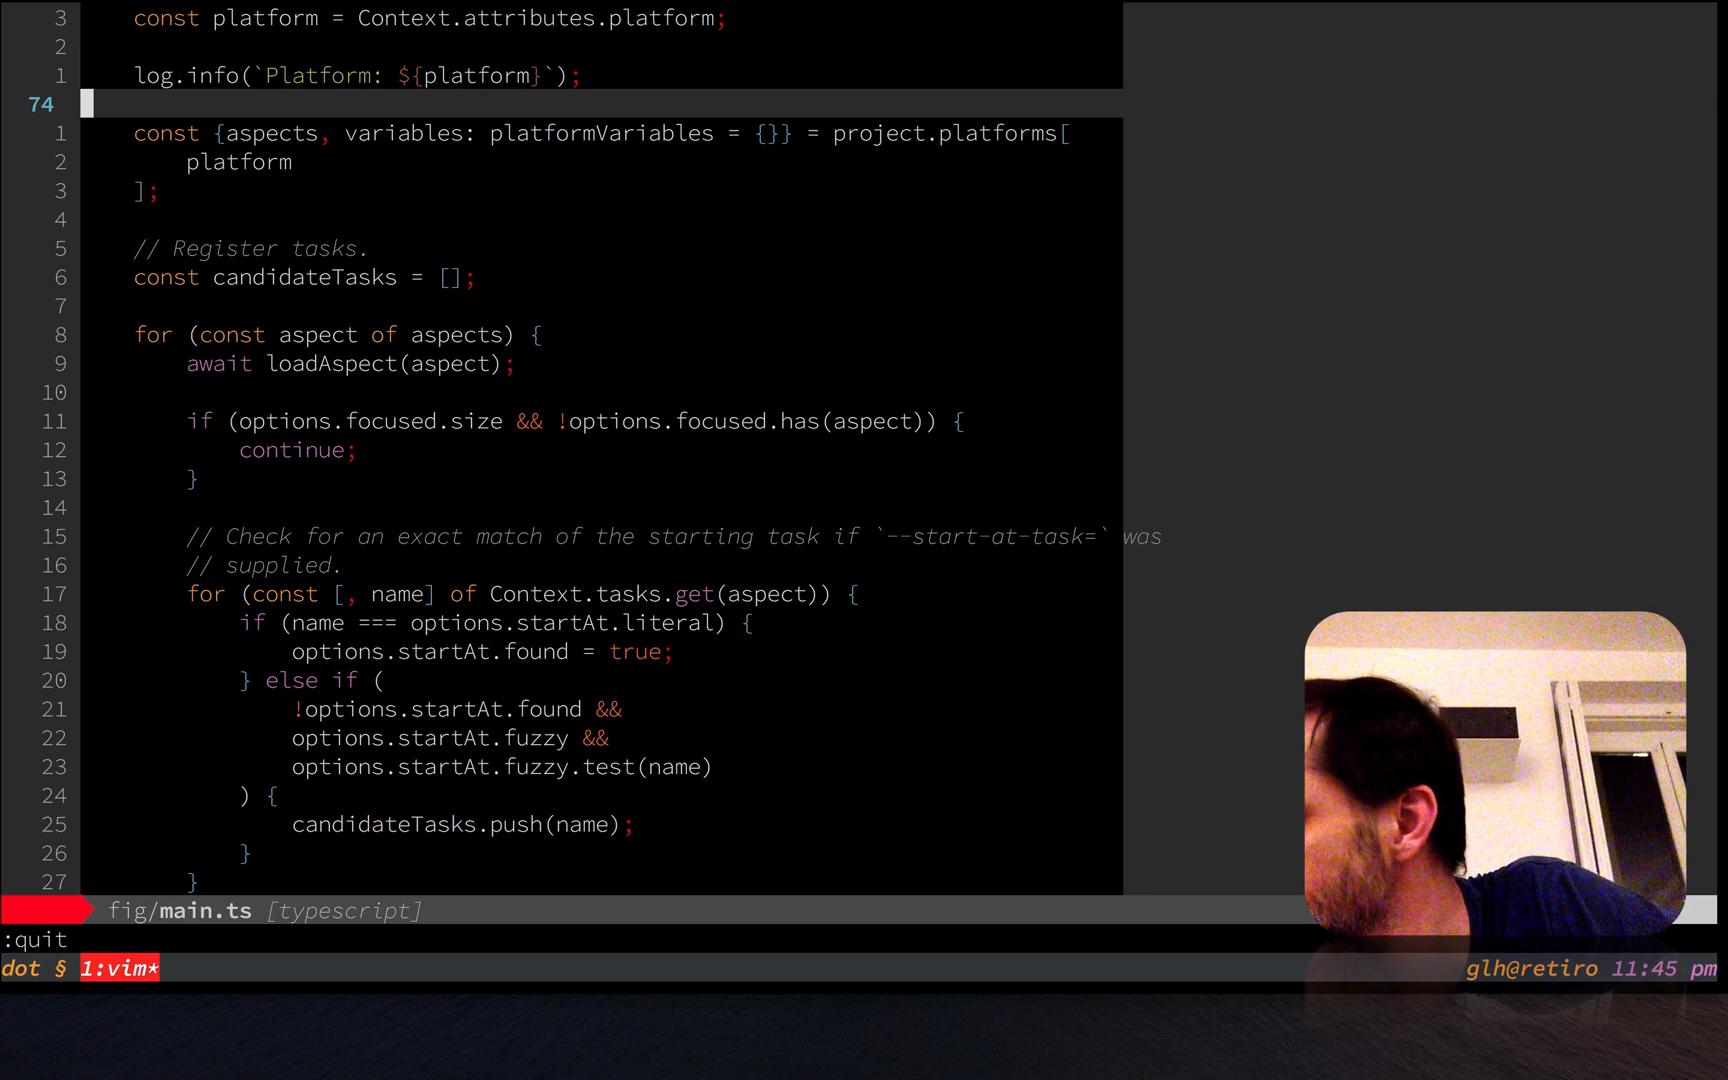 3 const platform = Context.attributes.platform;
2
1 log.info(`Platform: ${platform}`);
74
1 const {aspects, variables: platformVariables = {}} = project.platforms[
2 platform
3 ];
4
5 // Register tasks.
6 const candidateTasks = [];
7
8 for (const aspect of aspects) {
9 await loadAspect(aspect);
10
11 if (options.focused.size && !options.focused.has(aspect)) {
12 continue;
13 }
14
15 // Check for an exact match of the starting task if `--start-at-task=` was
16 // supplied.
17 for (const [, name] of Context.tasks.get(aspect)) {
18 if (name === options.startAt.literal) {
19 options.startAt.found = true;
20 } else if (
21 !options.startAt.found &&
22 options.startAt.fuzzy &&
23 options.startAt.fuzzy.test(name)
24 ) {
25 candidateTasks.push(name);
26 }
27 }
fig/main.ts [typescript]
:quit
dot § 1:vim* glh@retiro 11:45 pm